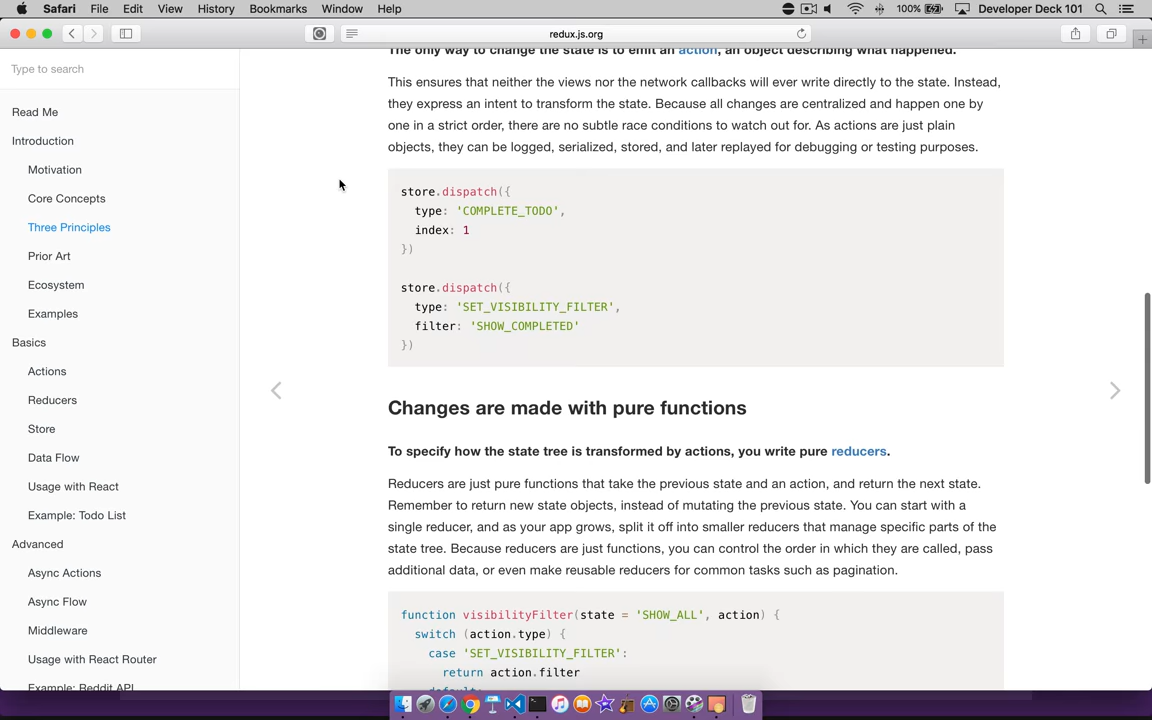 Safari File Edit View History Bookmarks Window Help 100% Developer Deck 101
redux.js.org
Type to search
Read Me
Introduction
Motivation
Core Concepts
Three Principles
Prior Art
Ecosystem
Examples
Basics
Actions
Reducers
Store
Data Flow
Usage with React
Example: Todo List
Advanced
Async Actions
Async Flow
Middleware
Usage with React Router
Example: Reddit API
The only way to change the state is to emit an action, an object describing what happened.
This ensures that neither the views nor the network callbacks will ever write directly to the state. Instead,
they express an intent to transform the state. Because all changes are centralized and happen one by
one in a strict order, there are no subtle race conditions to watch out for. As actions are just plain
objects, they can be logged, serialized, stored, and later replayed for debugging or testing purposes.
store.dispatch({
type: 'COMPLETE_TODO',
index: 1
})
store.dispatch({
type: 'SET_VISIBILITY_FILTER',
filter: 'SHOW_COMPLETED'
})
Changes are made with pure functions
To specify how the state tree is transformed by actions, you write pure reducers.
Reducers are just pure functions that take the previous state and an action, and return the next state.
Remember to return new state objects, instead of mutating the previous state. You can start with a
single reducer, and as your app grows, split it off into smaller reducers that manage specific parts of the
state tree. Because reducers are just functions, you can control the order in which they are called, pass
additional data, or even make reusable reducers for common tasks such as pagination.
function visibilityFilter(state = 'SHOW_ALL', action) {
switch (action.type) {
case 'SET_VISIBILITY_FILTER':
return action.filter
default: